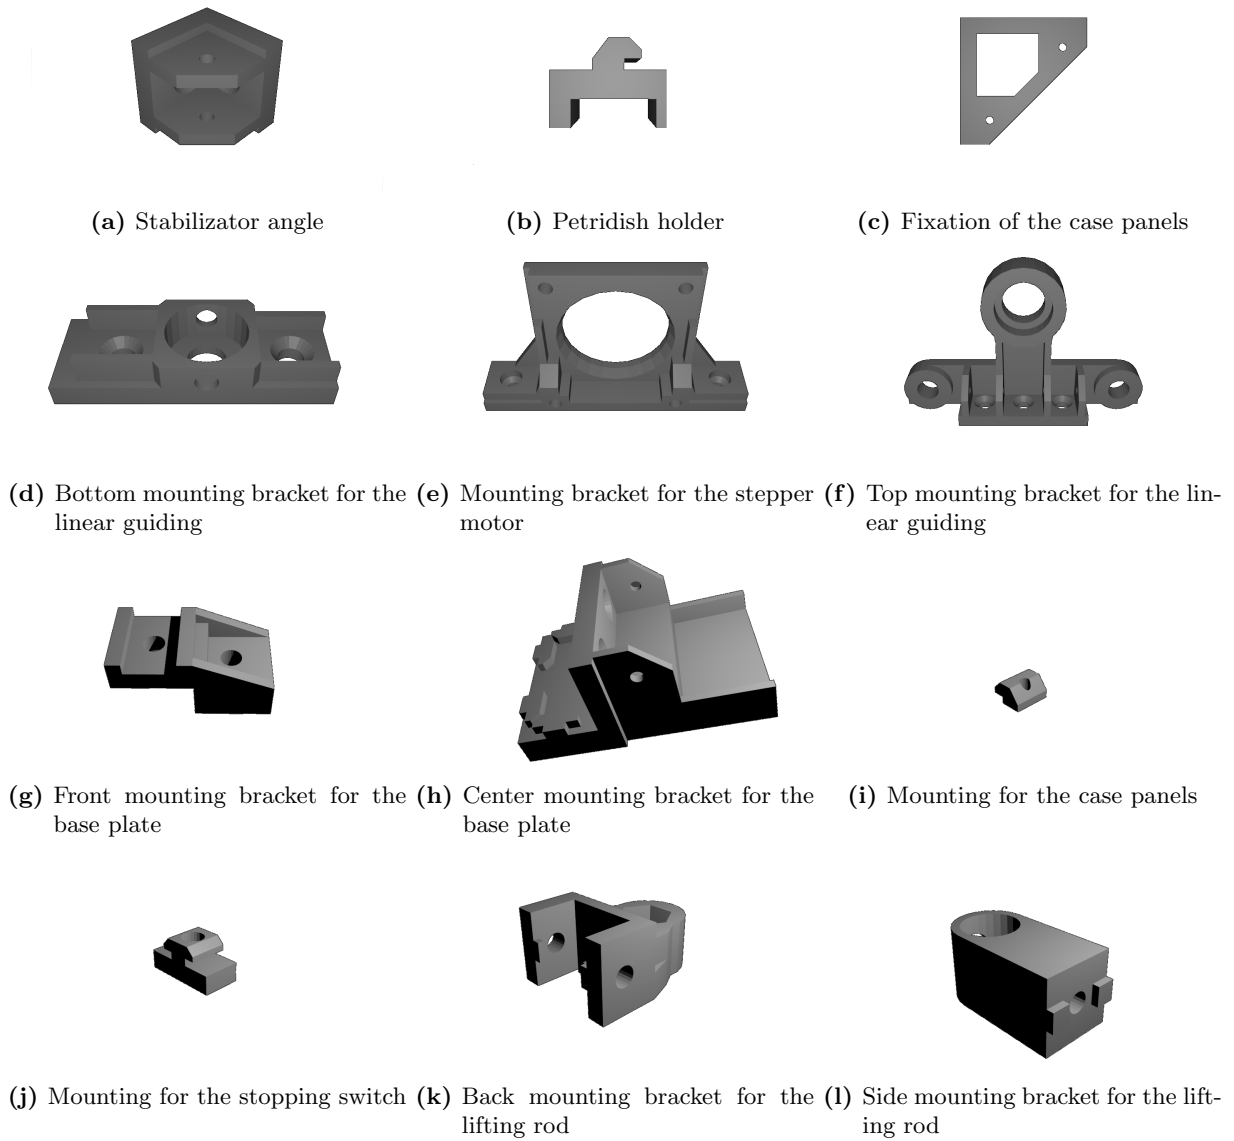 (a) Stabilizator angle
(b) Petridish holder
(c) Fixation of the case panels
(d) Bottom mounting bracket for the
linear guiding
(e) Mounting bracket for the stepper
motor
(f) Top mounting bracket for the lin-
ear guiding
(g) Front mounting bracket for the
base plate
(h) Center mounting bracket for the
base plate
(i) Mounting for the case panels
(j) Mounting for the stopping switch
(k) Back mounting bracket for the
lifting rod
(l) Side mounting bracket for the lift-
ing rod